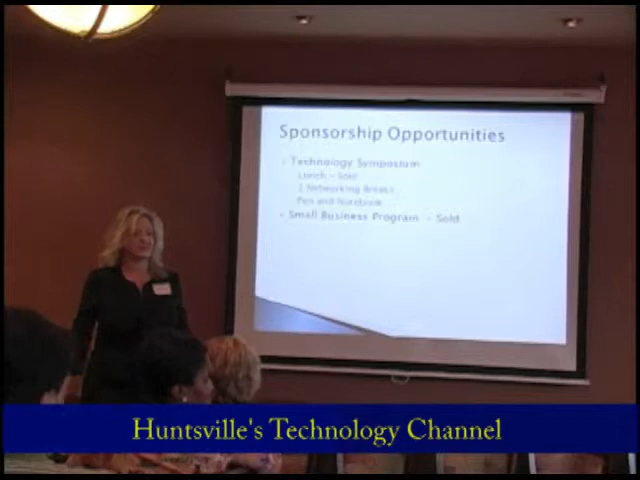 Sponsorship Opportunities
Technology Symposium
Lunch – Sold
2 Networking Breaks
Pen and Notebook
Small Business Program – Sold
Huntsville's Technology Channel